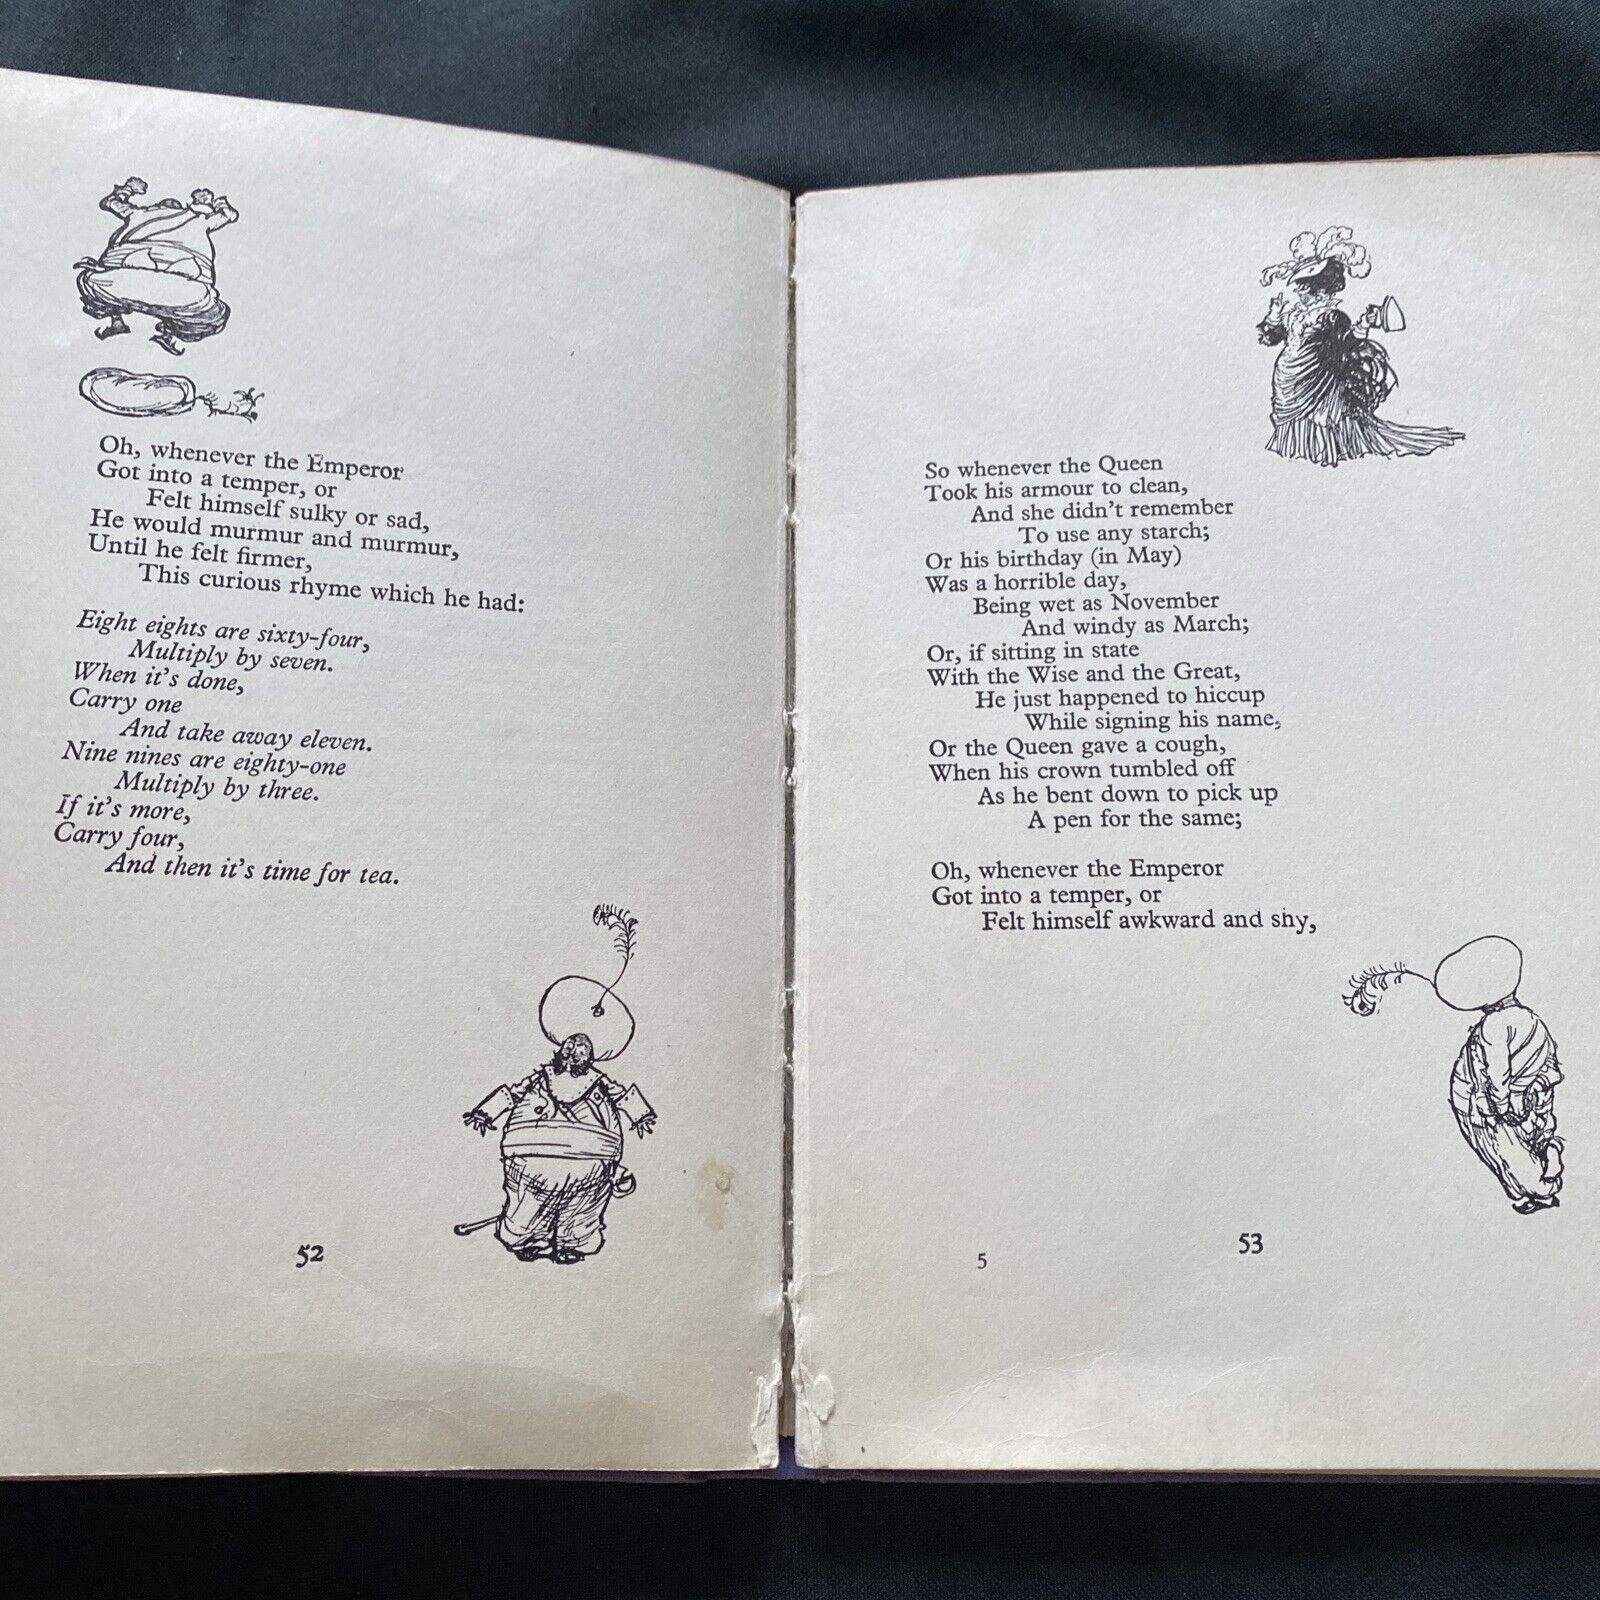 Oh, whenever the Emperor
Got into a temper, or
Felt himself sulky or sad,
He would murmur and murmur,
Until he felt firmer,
This curious rhyme which he had:
Eight eights are sixty-four,
Multiply by seven.
When it's done,
Carry one
And take away eleven.
Nine nines are eighty-one
Multiply by three.
If it's more,
Carry four,
And then it's time for tea.
52
So whenever the Queen
Took his armour to clean,
And she didn't remember
To use any starch;
Or his birthday (in May)
Was a horrible day,
Being wet as November
And windy as March;
Or, if sitting in state
With the Wise and the Great,
He just happened to hiccup
While signing his name,
Or the Queen gave a cough,
When his crown tumbled off
As he bent down to pick up
A pen for the same;
Oh, whenever the Emperor
Got into a temper, or
Felt himself awkward and shy,
5
53